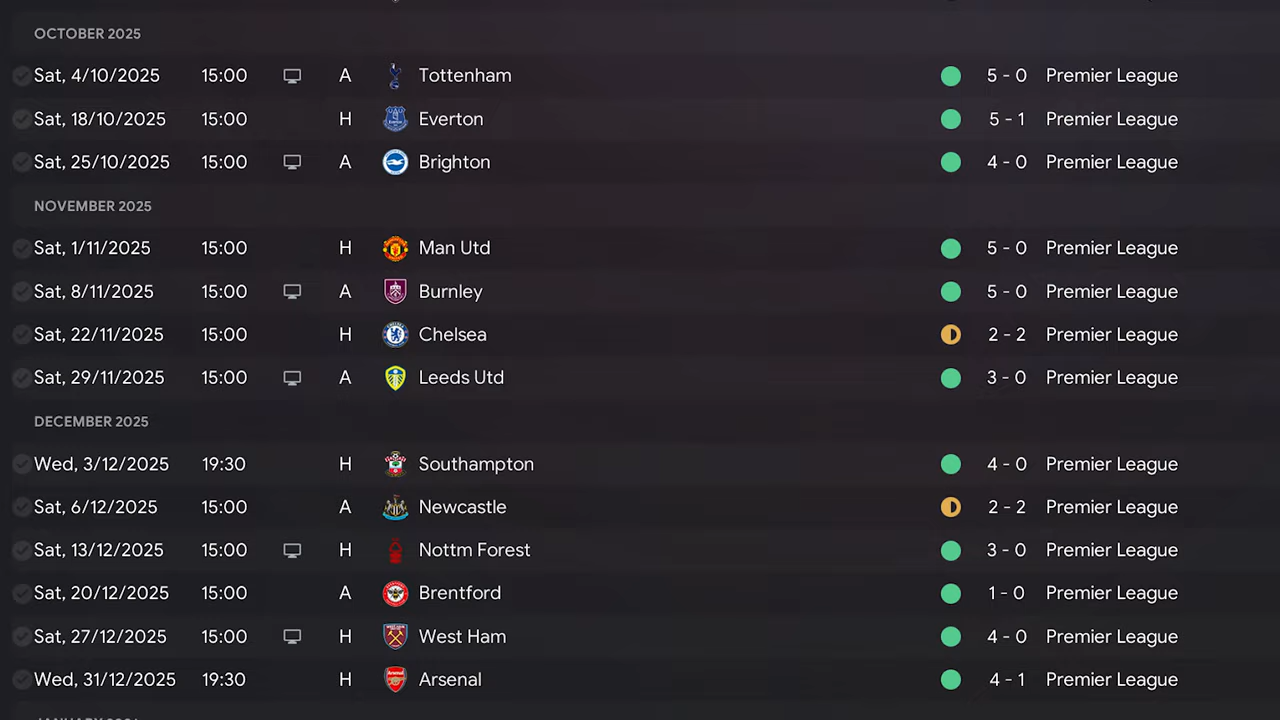 OCTOBER 2025
Sat, 4/10/2025 15:00 A Tottenham 5 - 0 Premier League
Sat, 18/10/2025 15:00 H Everton 5 - 1 Premier League
Sat, 25/10/2025 15:00 A Brighton 4 - 0 Premier League
NOVEMBER 2025
Sat, 1/11/2025 15:00 H Man Utd 5 - 0 Premier League
Sat, 8/11/2025 15:00 A Burnley 5 - 0 Premier League
Sat, 22/11/2025 15:00 H Chelsea 2 - 2 Premier League
Sat, 29/11/2025 15:00 A Leeds Utd 3 - 0 Premier League
DECEMBER 2025
Wed, 3/12/2025 19:30 H Southampton 4 - 0 Premier League
Sat, 6/12/2025 15:00 A Newcastle 2 - 2 Premier League
Sat, 13/12/2025 15:00 H Nottm Forest 3 - 0 Premier League
Sat, 20/12/2025 15:00 A Brentford 1 - 0 Premier League
Sat, 27/12/2025 15:00 H West Ham 4 - 0 Premier League
Wed, 31/12/2025 19:30 H Arsenal 4 - 1 Premier League